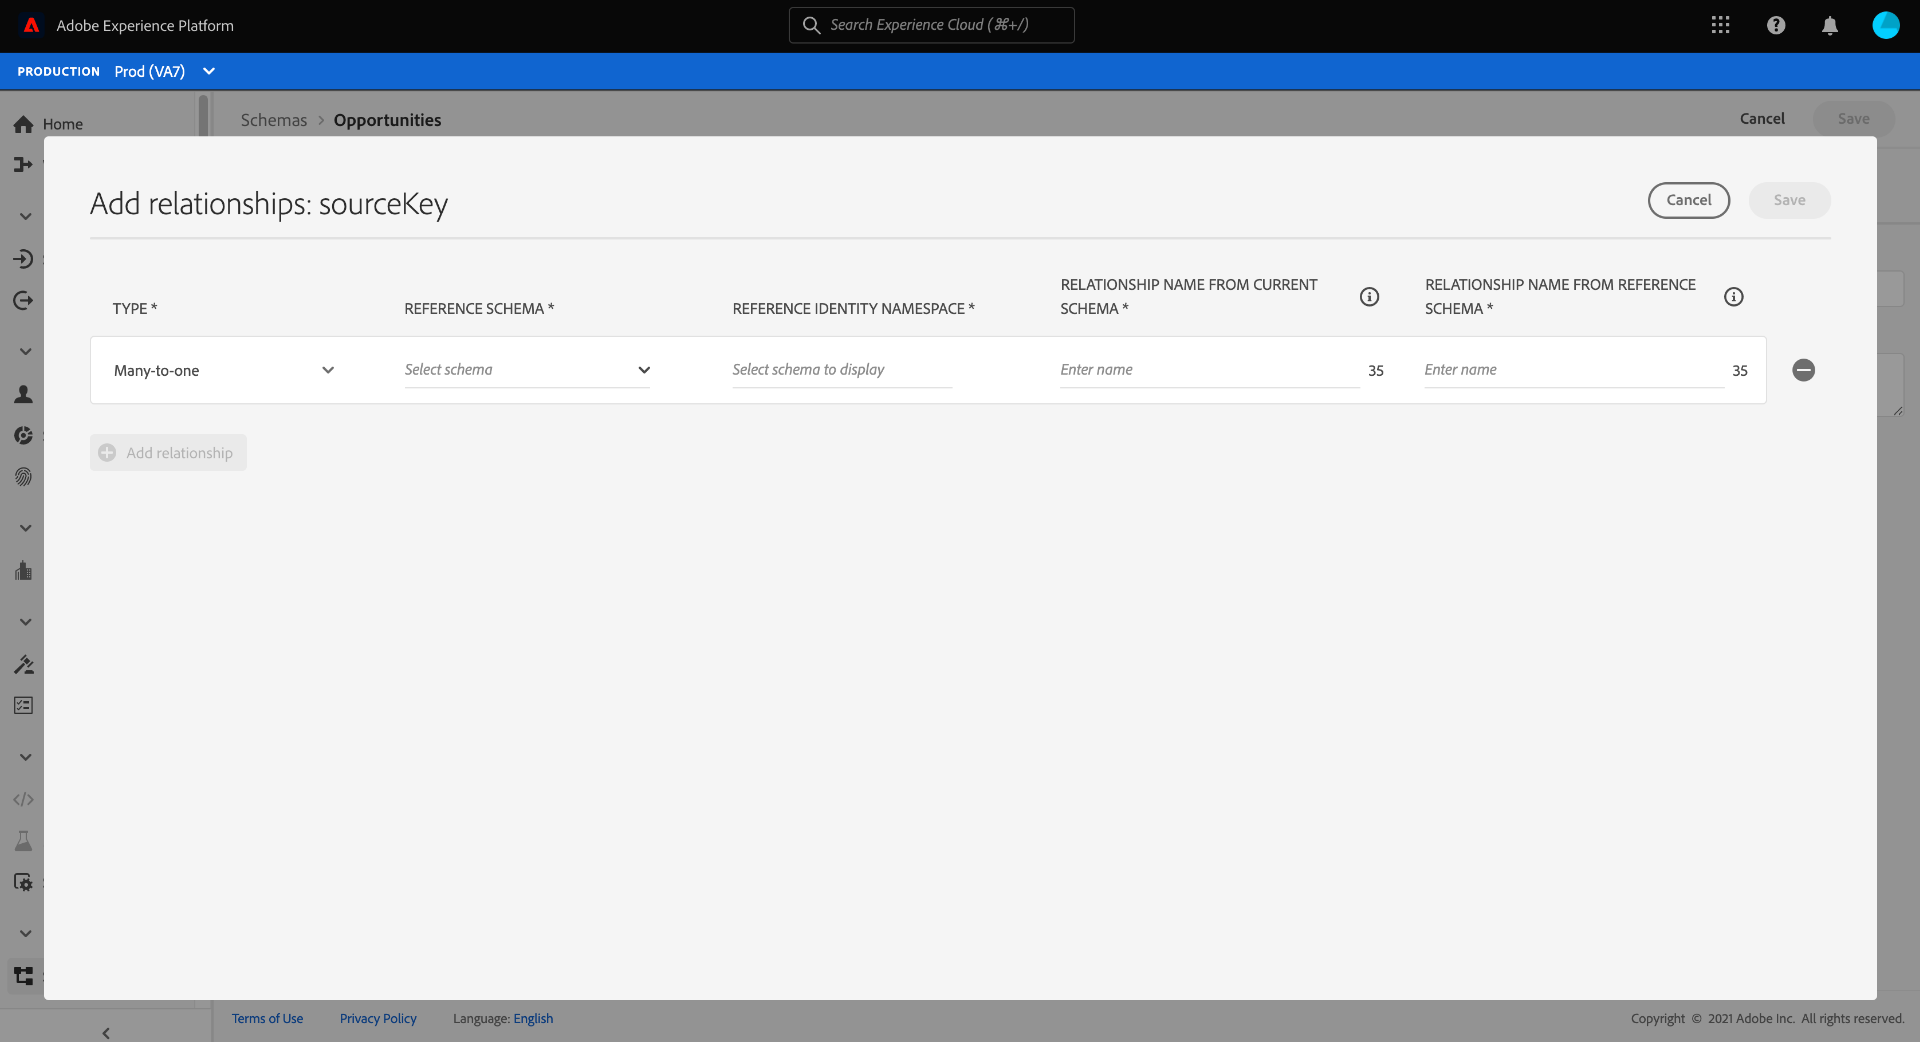 Adobe Experience Platform
Search Experience Cloud (⌘+/)
PRODUCTION Prod (VA7)
Home
Schemas > Opportunities
Cancel
Save
Add relationships: sourceKey
Cancel
Save
TYPE *
REFERENCE SCHEMA *
REFERENCE IDENTITY NAMESPACE *
RELATIONSHIP NAME FROM CURRENT
SCHEMA *
RELATIONSHIP NAME FROM REFERENCE
SCHEMA *
Many-to-one
Select schema
Select schema to display
Enter name
35
Enter name
35
Add relationship
Terms of Use
Privacy Policy
Language: English
Copyright © 2021 Adobe Inc. All rights reserved.